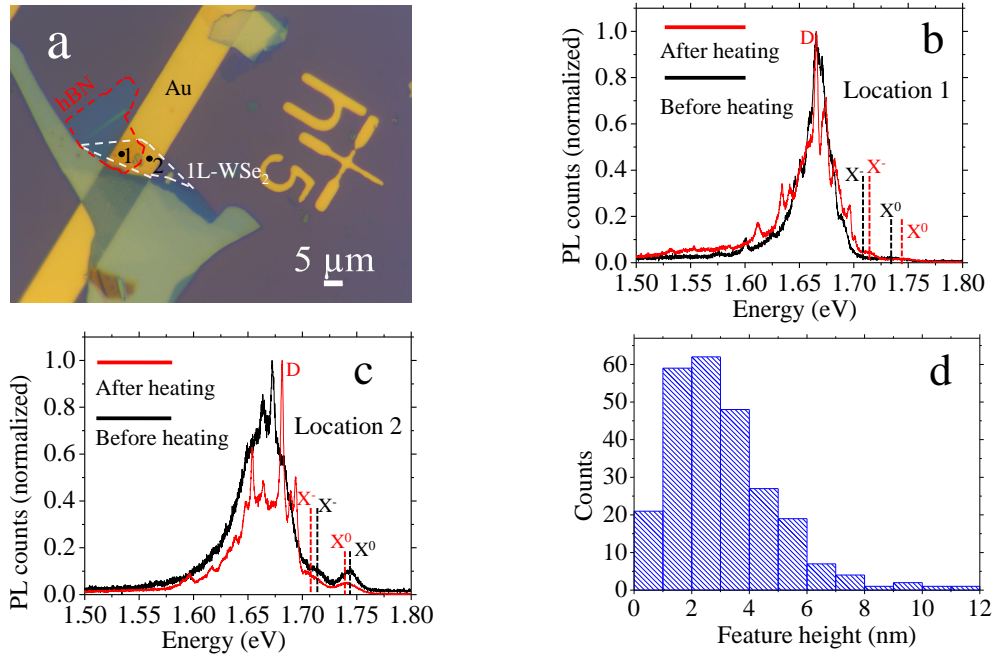 a
hBN
Au
1
2
1L-WSe₂
hit
5
5 µm
b
After heating
Before heating
D
Location 1
X⁻ X⁻
X⁰ X⁰
PL counts (normalized)
1.0
0.8
0.6
0.4
0.2
0.0
1.50 1.55 1.60 1.65 1.70 1.75 1.80
Energy (eV)
c
After heating
Before heating
D
Location 2
X⁻ X⁻
X⁰ X⁰
PL counts (normalized)
1.0
0.8
0.6
0.4
0.2
0.0
1.50 1.55 1.60 1.65 1.70 1.75 1.80
Energy (eV)
d
Counts
60
50
40
30
20
10
0
0 2 4 6 8 10 12
Feature height (nm)